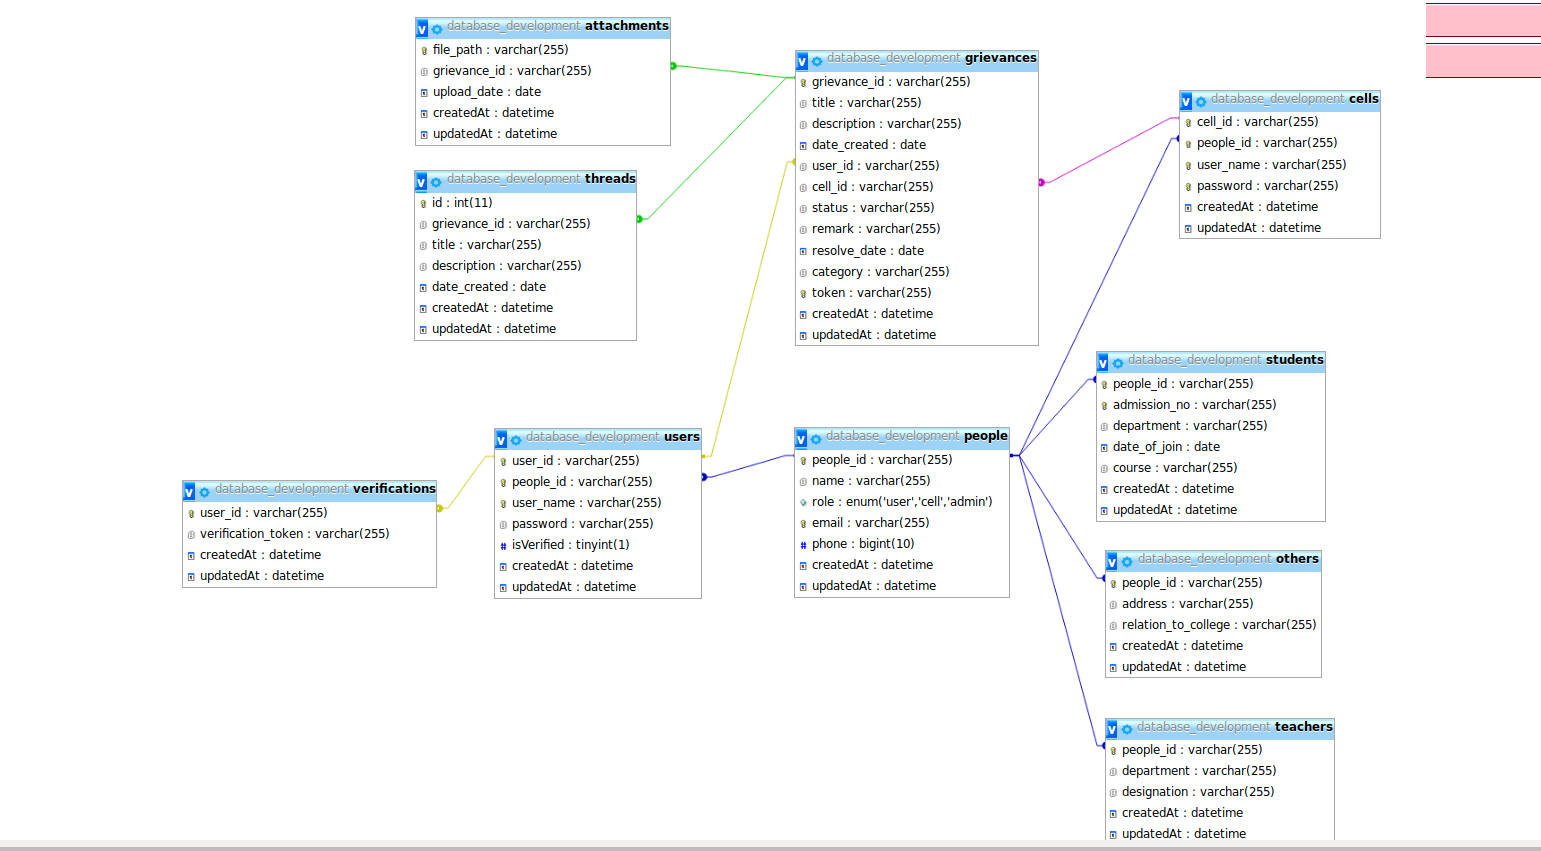 database_development attachments
file_path : varchar(255)
grievance_id : varchar(255)
upload_date : date
createdAt : datetime
updatedAt : datetime
database_development threads
id : int(11)
grievance_id : varchar(255)
title : varchar(255)
description : varchar(255)
date_created : date
createdAt : datetime
updatedAt : datetime
database_development grievances
grievance_id : varchar(255)
title : varchar(255)
description : varchar(255)
date_created : date
user_id : varchar(255)
cell_id : varchar(255)
status : varchar(255)
remark : varchar(255)
resolve_date : date
category : varchar(255)
token : varchar(255)
createdAt : datetime
updatedAt : datetime
database_development cells
cell_id : varchar(255)
people_id : varchar(255)
user_name : varchar(255)
password : varchar(255)
createdAt : datetime
updatedAt : datetime
database_development students
people_id : varchar(255)
admission_no : varchar(255)
department : varchar(255)
date_of_join : date
course : varchar(255)
createdAt : datetime
updatedAt : datetime
database_development verifications
user_id : varchar(255)
verification_token : varchar(255)
createdAt : datetime
updatedAt : datetime
database_development users
user_id : varchar(255)
people_id : varchar(255)
user_name : varchar(255)
password : varchar(255)
isVerified : tinyint(1)
createdAt : datetime
updatedAt : datetime
database_development people
people_id : varchar(255)
name : varchar(255)
role : enum('user','cell','admin')
email : varchar(255)
phone : bigint(10)
createdAt : datetime
updatedAt : datetime
database_development others
people_id : varchar(255)
address : varchar(255)
relation_to_college : varchar(255)
createdAt : datetime
updatedAt : datetime
database_development teachers
people_id : varchar(255)
department : varchar(255)
designation : varchar(255)
createdAt : datetime
updatedAt : datetime